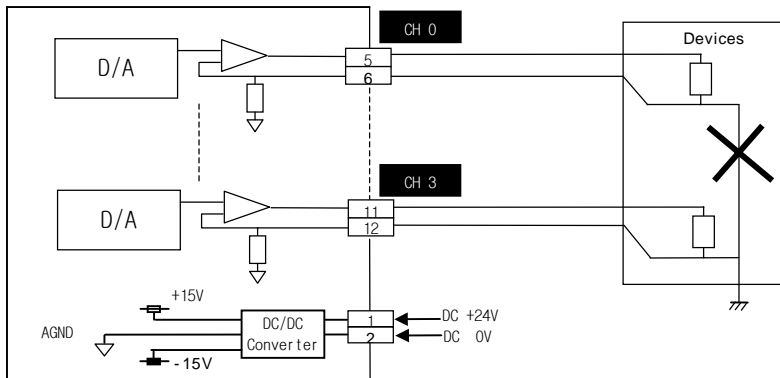 CH 0
Devices
D/A
5
6
CH 3
D/A
11
12
+15V
AGND
DC/DC
Converter
1
2
DC +24V
DC 0V
-15V